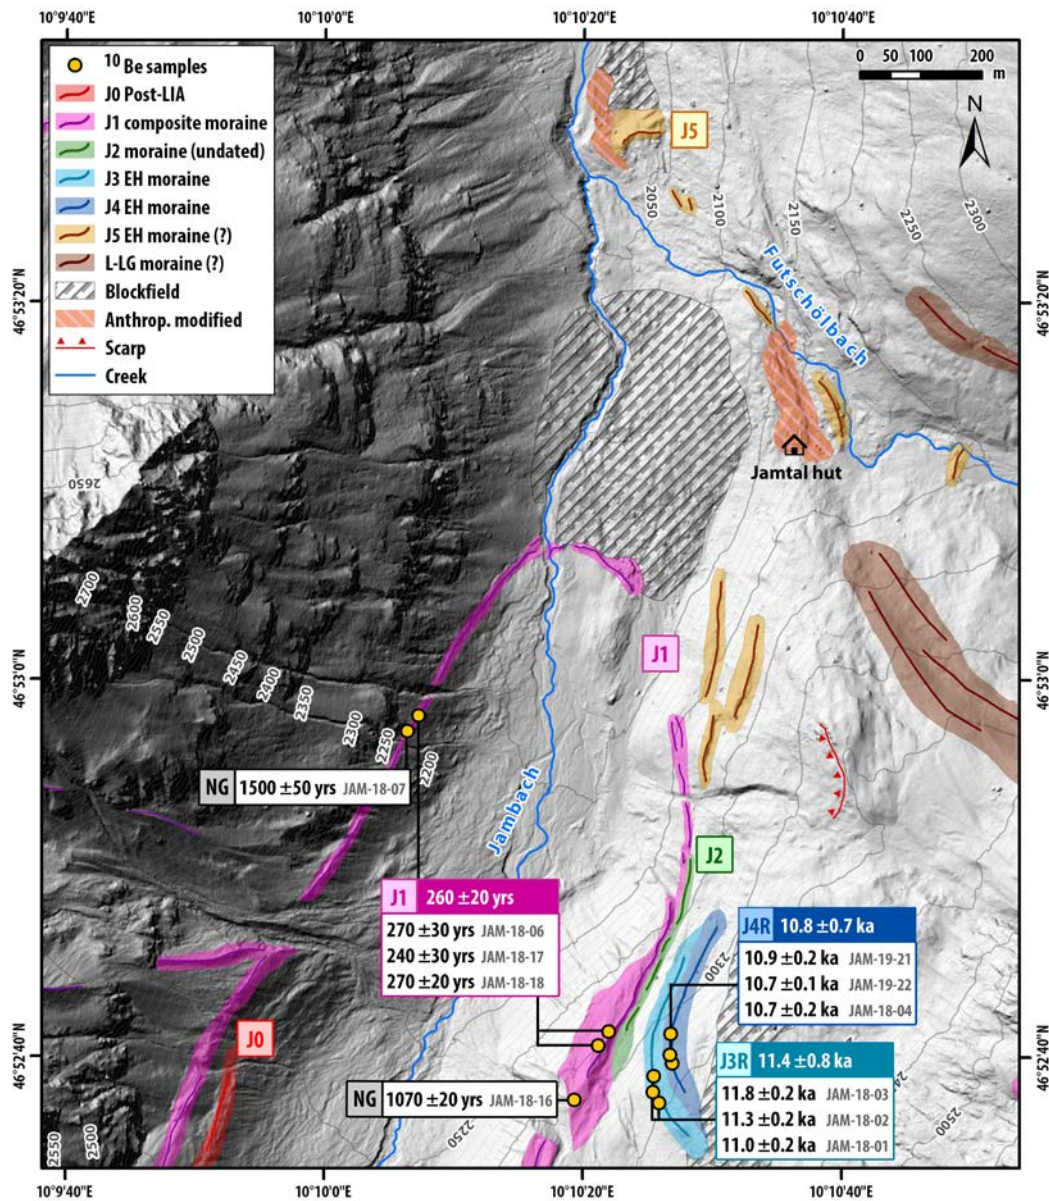 10°9'40"E 10°10'0"E 10°10'20"E 10°10'40"E
10Be samples
J0 Post-LIA
J1 composite moraine
J2 moraine (undated)
J3 EH moraine
J4 EH moraine
J5 EH moraine (?)
L-LG moraine (?)
Blockfield
Anthrop. modified
Scarp
Creek
0 50 100 200
m
N
J5
2050
2100
2150
2250
2300
46°53'20"N
46°53'20"N
Futschölbach
Jamtal hut
2650
2700
2600
2550
2500
2450
2400
2350
2300
2250
2200
J1
46°53'0"N
46°53'0"N
NG 1500 ±50 yrs JAM-18-07
Jambach
J2
J1 260 ±20 yrs
270 ±30 yrs JAM-18-06
240 ±30 yrs JAM-18-17
270 ±20 yrs JAM-18-18
J4R 10.8 ±0.7 ka
10.9 ±0.2 ka JAM-19-21
10.7 ±0.1 ka JAM-19-22
10.7 ±0.2 ka JAM-18-04
2300
J0
46°52'40"N
46°52'40"N
J3R 11.4 ±0.8 ka
11.8 ±0.2 ka JAM-18-03
11.3 ±0.2 ka JAM-18-02
11.0 ±0.2 ka JAM-18-01
NG 1070 ±20 yrs JAM-18-16
2550
2500
2250
2500
10°9'40"E 10°10'0"E 10°10'20"E 10°10'40"E